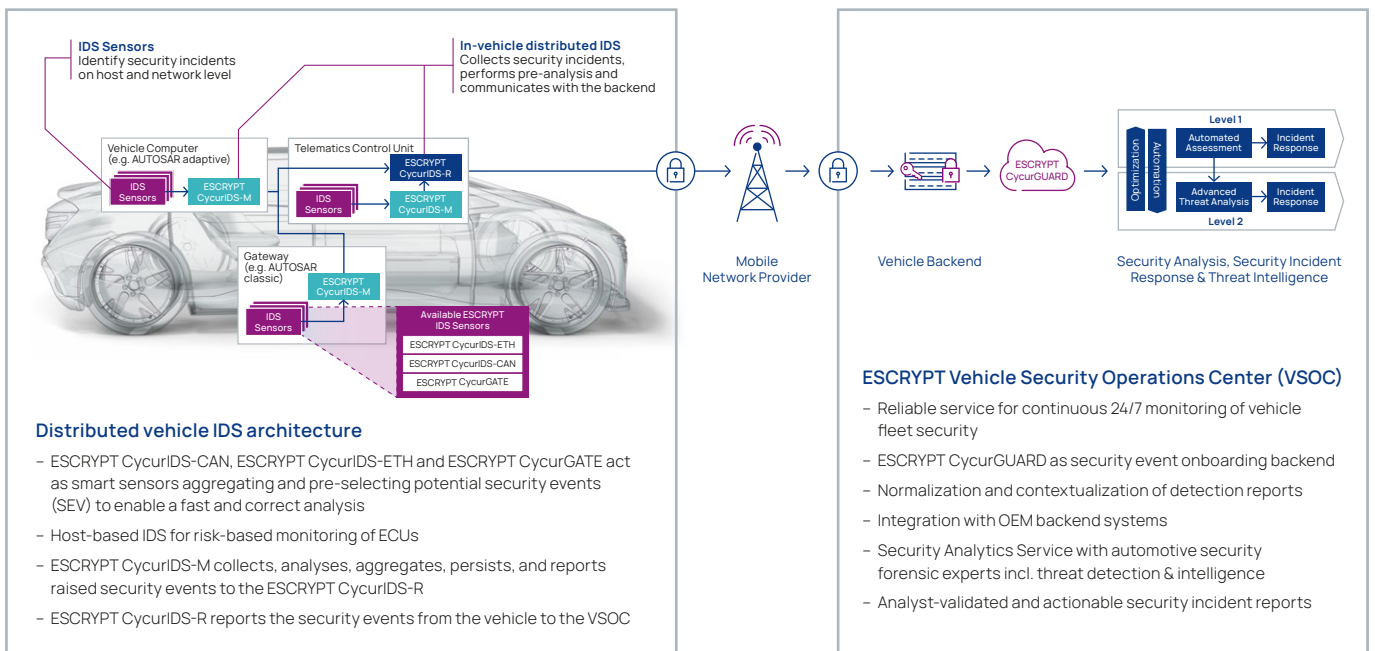 IDS Sensors
Identify security incidents
on host and network level
In-vehicle distributed IDS
Collects security incidents,
performs pre-analysis and
communicates with the backend
Vehicle Computer
(e.g. AUTOSAR adaptive)
IDS
Sensors
ESCRYPT
CycurIDS-M
Telematics Control Unit
ESCRYPT
CycurIDS-R
IDS
Sensors
ESCRYPT
CycurIDS-M
Gateway
(e.g. AUTOSAR
classic)
ESCRYPT
CycurIDS-M
IDS
Sensors
Available ESCRYPT
IDS Sensors
ESCRYPT CycurIDS-ETH
ESCRYPT CycurIDS-CAN
ESCRYPT CycurGATE
Mobile
Network Provider
Vehicle Backend
ESCRYPT
CycurGUARD
Level 1
Optimization
Automation
Automated
Assessment
Incident
Response
Advanced
Threat Analysis
Incident
Response
Level 2
Security Analysis, Security Incident
Response & Threat Intelligence
Distributed vehicle IDS architecture
– ESCRYPT CycurIDS-CAN, ESCRYPT CycurIDS-ETH and ESCRYPT CycurGATE act
as smart sensors aggregating and pre-selecting potential security events
(SEV) to enable a fast and correct analysis
– Host-based IDS for risk-based monitoring of ECUs
– ESCRYPT CycurIDS-M collects, analyses, aggregates, persists, and reports
raised security events to the ESCRYPT CycurIDS-R
– ESCRYPT CycurIDS-R reports the security events from the vehicle to the VSOC
ESCRYPT Vehicle Security Operations Center (VSOC)
– Reliable service for continuous 24/7 monitoring of vehicle
fleet security
– ESCRYPT CycurGUARD as security event onboarding backend
– Normalization and contextualization of detection reports
– Integration with OEM backend systems
– Security Analytics Service with automotive security
forensic experts incl. threat detection & intelligence
– Analyst-validated and actionable security incident reports